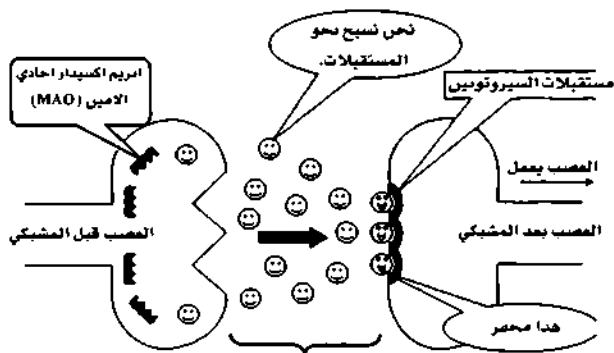 نحن نسبح نحو
المستقبلات.
انزيم اكسيدار احادي
الامين (MAO)
مستقبلات السيروتونين
العصب يعمل
العصب قبل المشبكي
العصب بعد المشبكي
هذا محصر